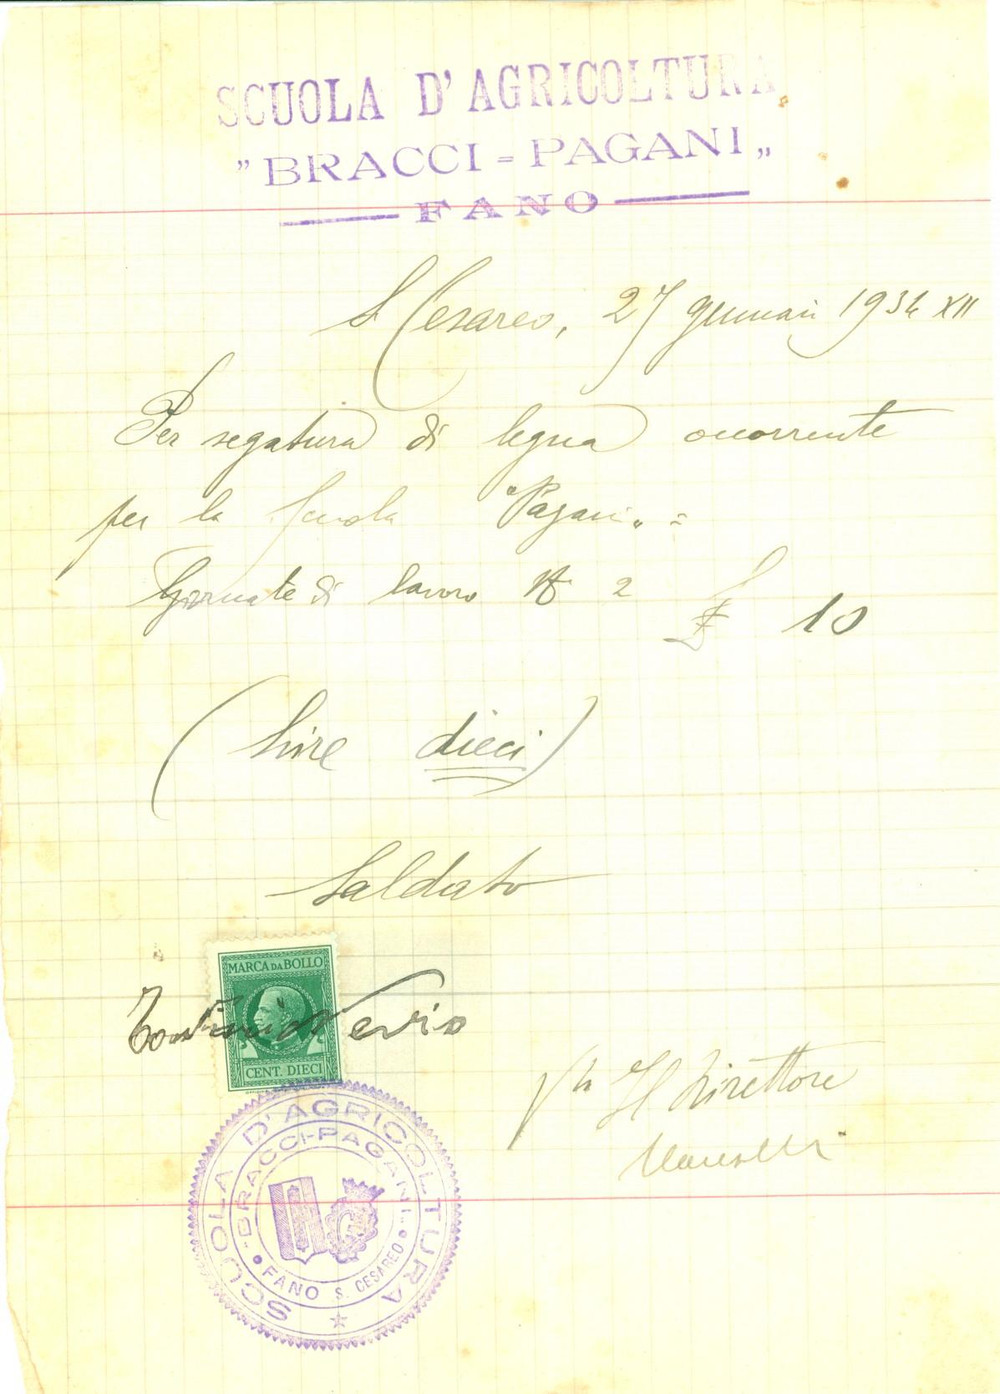 SCUOLA D'AGRICOLTURA
"BRACCI = PAGANI"
FANO
S. Cesareo, 27 gennaio 1934 XII
Per segatura di legna occorrente
per la Scuola "Pagani" =
Giornate di lavoro N° 2 £ 10
(Lire dieci)
Saldato
MARCA DA BOLLO
Nevio
CENT. DIECI
Il Direttore
SCUOLA D'AGRICOLTURA
"BRACCI-PAGANI"
FANO S. CESAREO